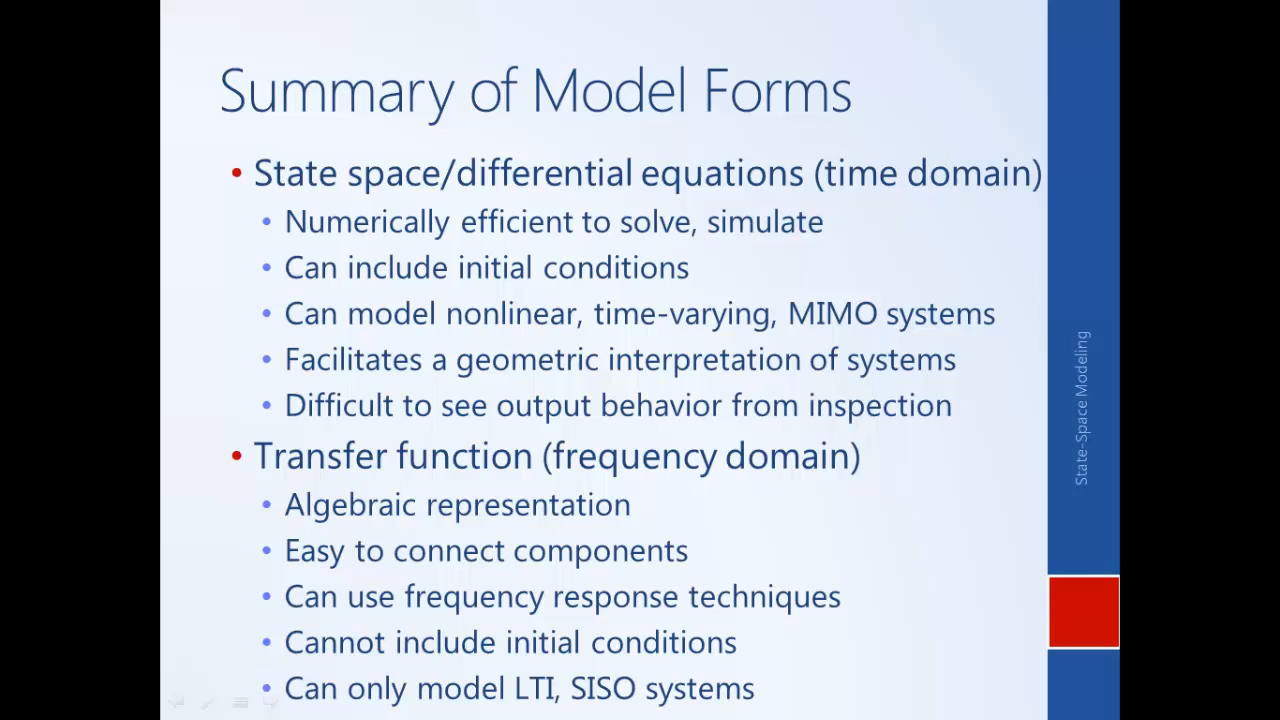 Summary of Model Forms
• State space/differential equations (time domain)
• Numerically efficient to solve, simulate
• Can include initial conditions
• Can model nonlinear, time-varying, MIMO systems
• Facilitates a geometric interpretation of systems
• Difficult to see output behavior from inspection
• Transfer function (frequency domain)
• Algebraic representation
• Easy to connect components
• Can use frequency response techniques
• Cannot include initial conditions
• Can only model LTI, SISO systems
State-Space Modeling